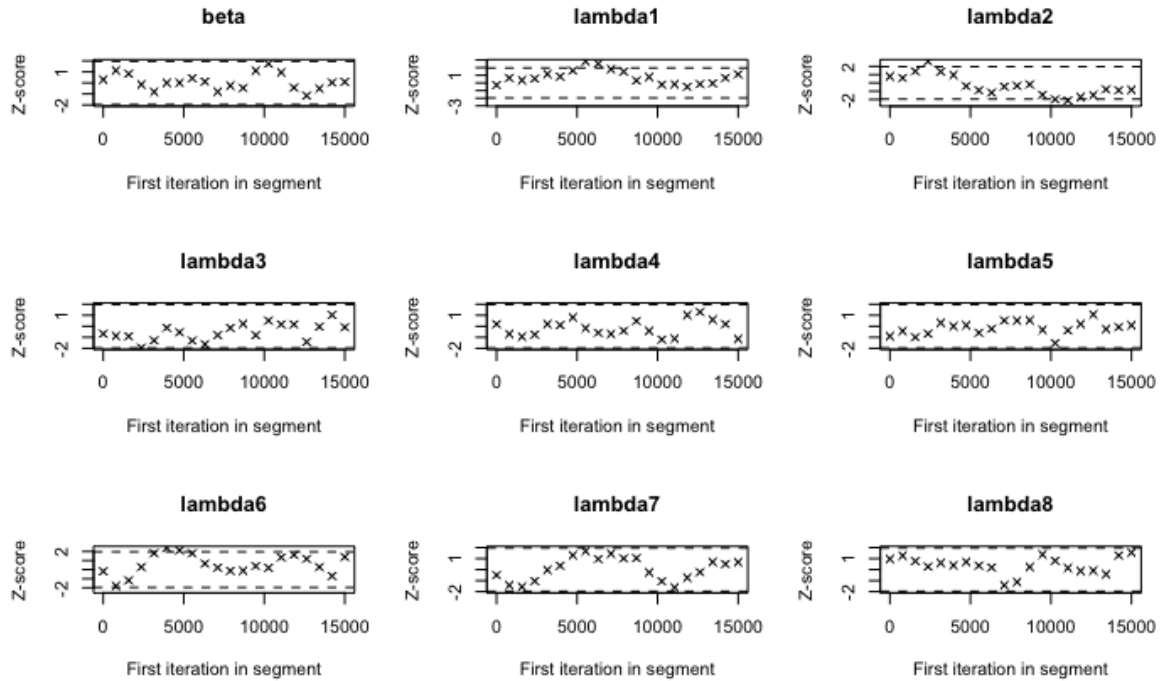 beta
Z-score
1
-2
0 5000 10000 15000
First iteration in segment
lambda1
Z-score
1
-3
0 5000 10000 15000
First iteration in segment
lambda2
Z-score
2
-2
0 5000 10000 15000
First iteration in segment
lambda3
Z-score
1
-2
0 5000 10000 15000
First iteration in segment
lambda4
Z-score
1
-2
0 5000 10000 15000
First iteration in segment
lambda5
Z-score
1
-2
0 5000 10000 15000
First iteration in segment
lambda6
Z-score
2
-2
0 5000 10000 15000
First iteration in segment
lambda7
Z-score
1
-2
0 5000 10000 15000
First iteration in segment
lambda8
Z-score
1
-2
0 5000 10000 15000
First iteration in segment